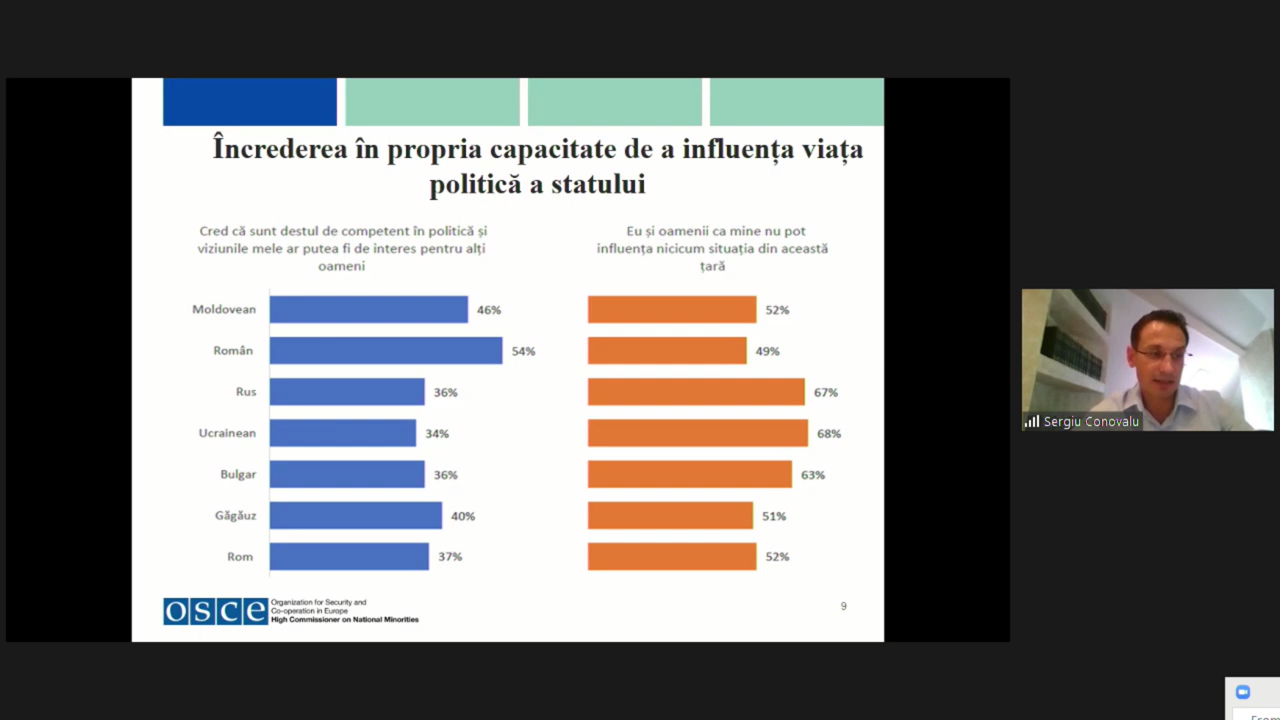 Încrederea în propria capacitate de a influența viața
politică a statului
Cred că sunt destul de competent în politică și
viziunile mele ar putea fi de interes pentru alți
oameni
Moldovean 46%
Român 54%
Rus 36%
Ucrainean 34%
Bulgar 36%
Găgăuz 40%
Rom 37%
Eu și oamenii ca mine nu pot
influența nicicum situația din această
țară
52%
49%
67%
68%
63%
51%
52%
osce
Organization for Security and
Co-operation in Europe
High Commissioner on National Minorities
9
Sergiu Conovalu